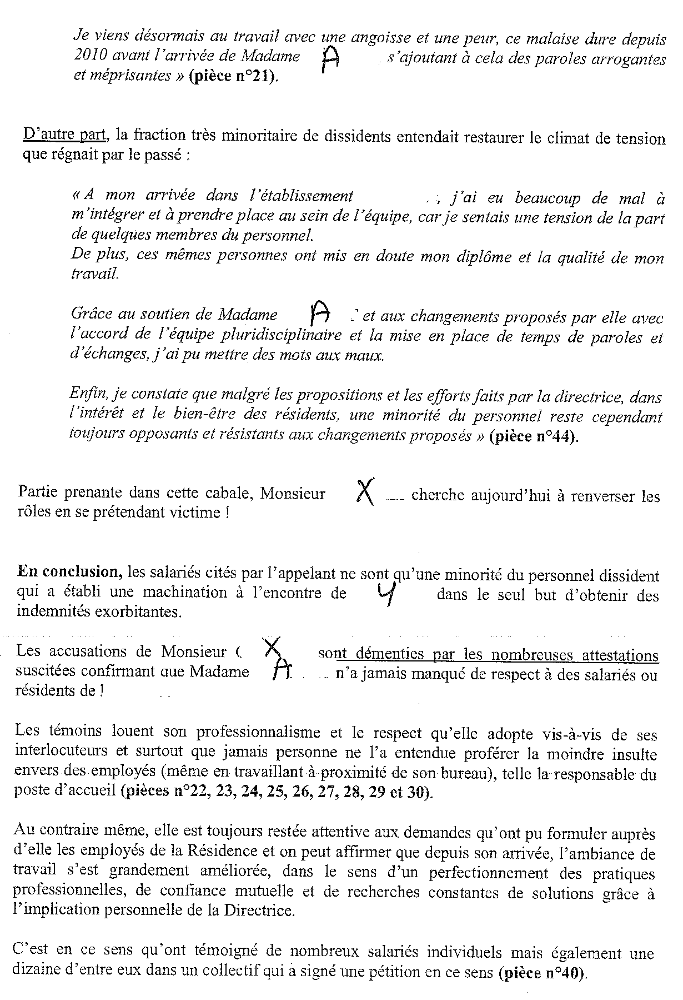 Je viens désormais au travail avec une angoisse et une peur, ce malaise dure depuis
2010 avant l'arrivée de Madame A s'ajoutant à cela des paroles arrogantes
et méprisantes » (pièce n°21).
D'autre part, la fraction très minoritaire de dissidents entendait restaurer le climat de tension
que régnait par le passé :
« A mon arrivée dans l'établissement , j'ai eu beaucoup de mal à
m'intégrer et à prendre place au sein de l'équipe, car je sentais une tension de la part
de quelques membres du personnel.
De plus, ces mêmes personnes ont mis en doute mon diplôme et la qualité de mon
travail.
Grâce au soutien de Madame A et aux changements proposés par elle avec
l'accord de l'équipe pluridisciplinaire et la mise en place de temps de paroles et
d'échanges, j'ai pu mettre des mots aux maux.
Enfin, je constate que malgré les propositions et les efforts faits par la directrice, dans
l'intérêt et le bien-être des résidents, une minorité du personnel reste cependant
toujours opposants et résistants aux changements proposés » (pièce n°44).
Partie prenante dans cette cabale, Monsieur X cherche aujourd'hui à renverser les
rôles en se prétendant victime !
En conclusion, les salariés cités par l'appelant ne sont qu'une minorité du personnel dissident
qui a établi une machination à l'encontre de Y dans le seul but d'obtenir des
indemnités exorbitantes.
Les accusations de Monsieur ( X sont démenties par les nombreuses attestations
suscitées confirmant que Madame A n'a jamais manqué de respect à des salariés ou
résidents de
Les témoins louent son professionnalisme et le respect qu'elle adopte vis-à-vis de ses
interlocuteurs et surtout que jamais personne ne l'a entendue proférer la moindre insulte
envers des employés (même en travaillant à proximité de son bureau), telle la responsable du
poste d'accueil (pièces n°22, 23, 24, 25, 26, 27, 28, 29 et 30).
Au contraire même, elle est toujours restée attentive aux demandes qu'ont pu formuler auprès
d'elle les employés de la Résidence et on peut affirmer que depuis son arrivée, l'ambiance de
travail s'est grandement améliorée, dans le sens d'un perfectionnement des pratiques
professionnelles, de confiance mutuelle et de recherches constantes de solutions grâce à
l'implication personnelle de la Directrice.
C'est en ce sens qu'ont témoigné de nombreux salariés individuels mais également une
dizaine d'entre eux dans un collectif qui a signé une pétition en ce sens (pièce n°40).